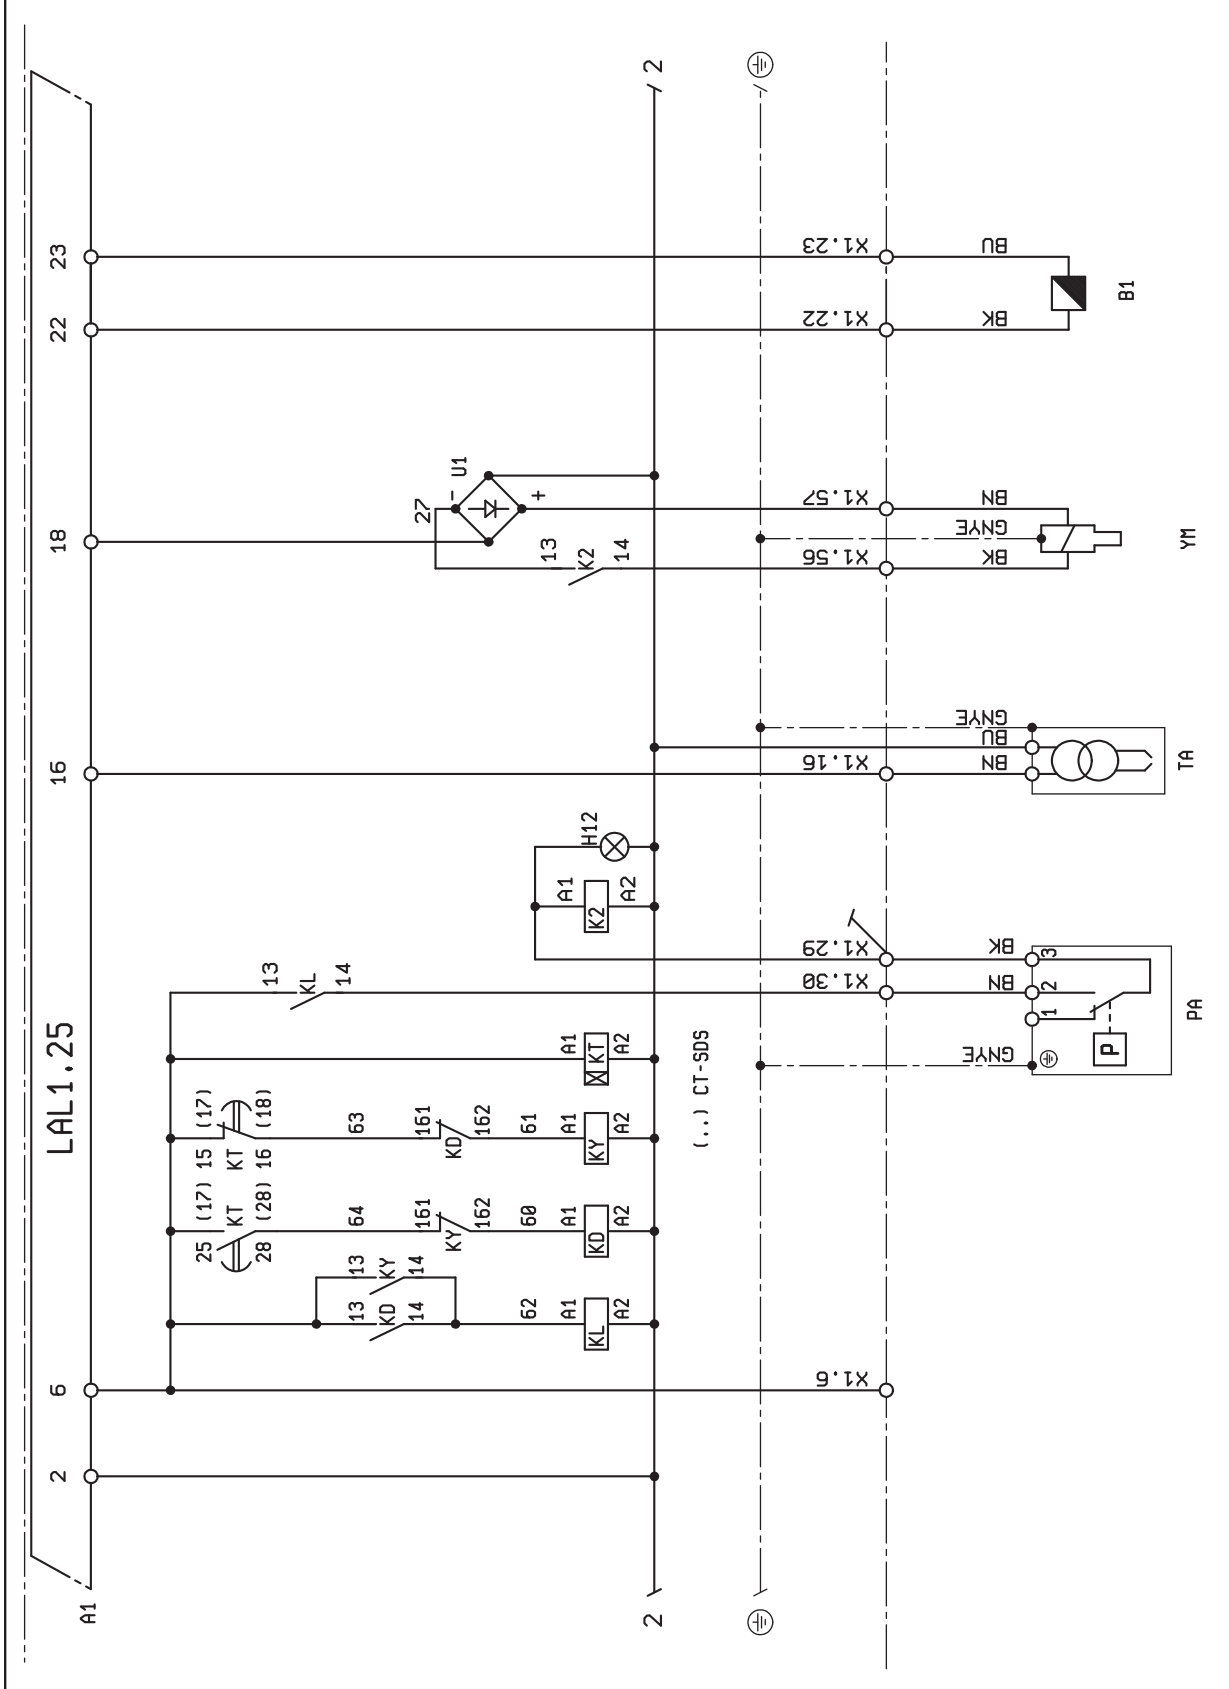 LAL1.25
A1
2
6
16
18
22
23
25
(17)
KT
28
(28)
15
(17)
KT
16
(18)
13
KL
14
13
KY
14
13
KD
14
64
161
KY
162
60
63
161
KD
162
61
62
A1
KL
A2
A1
KD
A2
A1
KY
A2
A1
KT
A2
A1
K2
A2
H12
27
-
U1
+
13
K2
14
2
2
(..) CT-SDS
X1.6
X1.30
X1.29
X1.16
X1.56
X1.57
X1.22
X1.23
GNYE
BN
BK
BN
BU
GNYE
BK
GNYE
BN
BK
BU
1
2
3
P
PA
TA
YM
B1